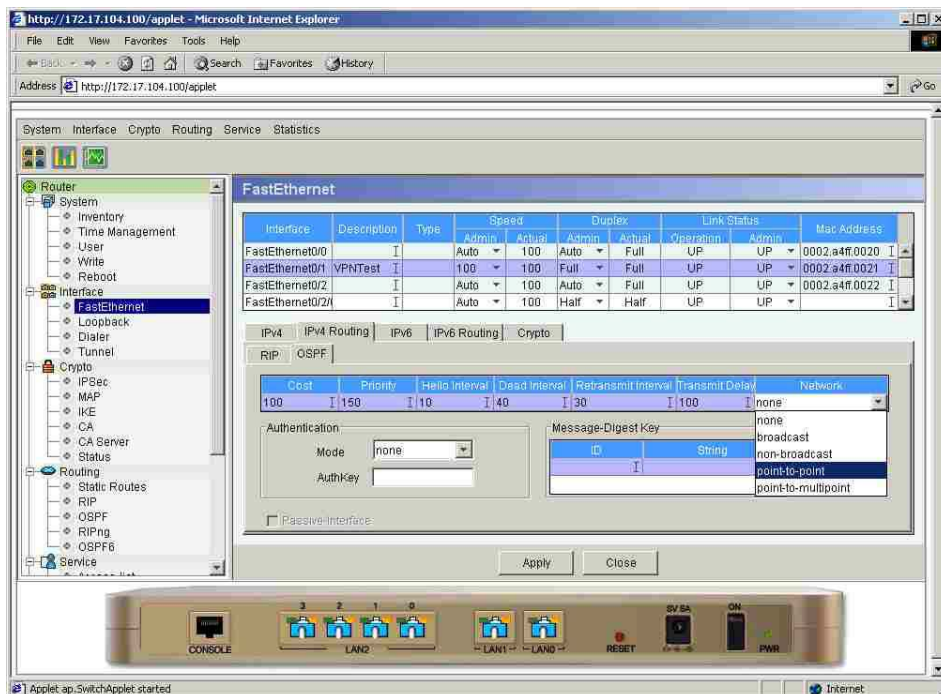 http://172.17.104.100/applet - Microsoft Internet Explorer
File Edit View Favorites Tools Help
Back Search Favorites History
Address http://172.17.104.100/applet Go
System Interface Crypto Routing Service Statistics
Router
System
Inventory
Time Management
User
Write
Reboot
Interface
FastEthernet
Loopback
Dialer
Tunnel
Crypto
IPSec
MAP
IKE
CA
CA Server
Status
Routing
Static Routes
RIP
OSPF
RIPng
OSPF6
Service
FastEthernet
Interface Description Type Speed Duplex Link Status Mac Address
Admin Actual Admin Actual Operation Admin
FastEthernet0/0 Auto 100 Auto Full UP UP 0002.a4ff.0020
FastEthernet0/1 VPNTest 100 100 Full Full UP UP 0002.a4ff.0021
FastEthernet0/2 Auto 100 Auto Full UP UP 0002.a4ff.0022
FastEthernet0/2/ Auto 100 Half Half UP UP
IPv4 IPv4 Routing IPv6 IPv6 Routing Crypto
RIP OSPF
Cost Priority Hello Interval Dead Interval Retransmit Interval Transmit Delay Network
100 150 10 40 30 100 none
none
broadcast
non-broadcast
point-to-point
point-to-multipoint
Authentication
Mode none
AuthKey
Message-Digest Key
ID String
Passive-Interface
Apply Close
CONSOLE
3 2 1 0
LAN2
LAN1 LAN0
RESET
5V 5A
ON
PWR
Applet ap.SwitchApplet started Internet